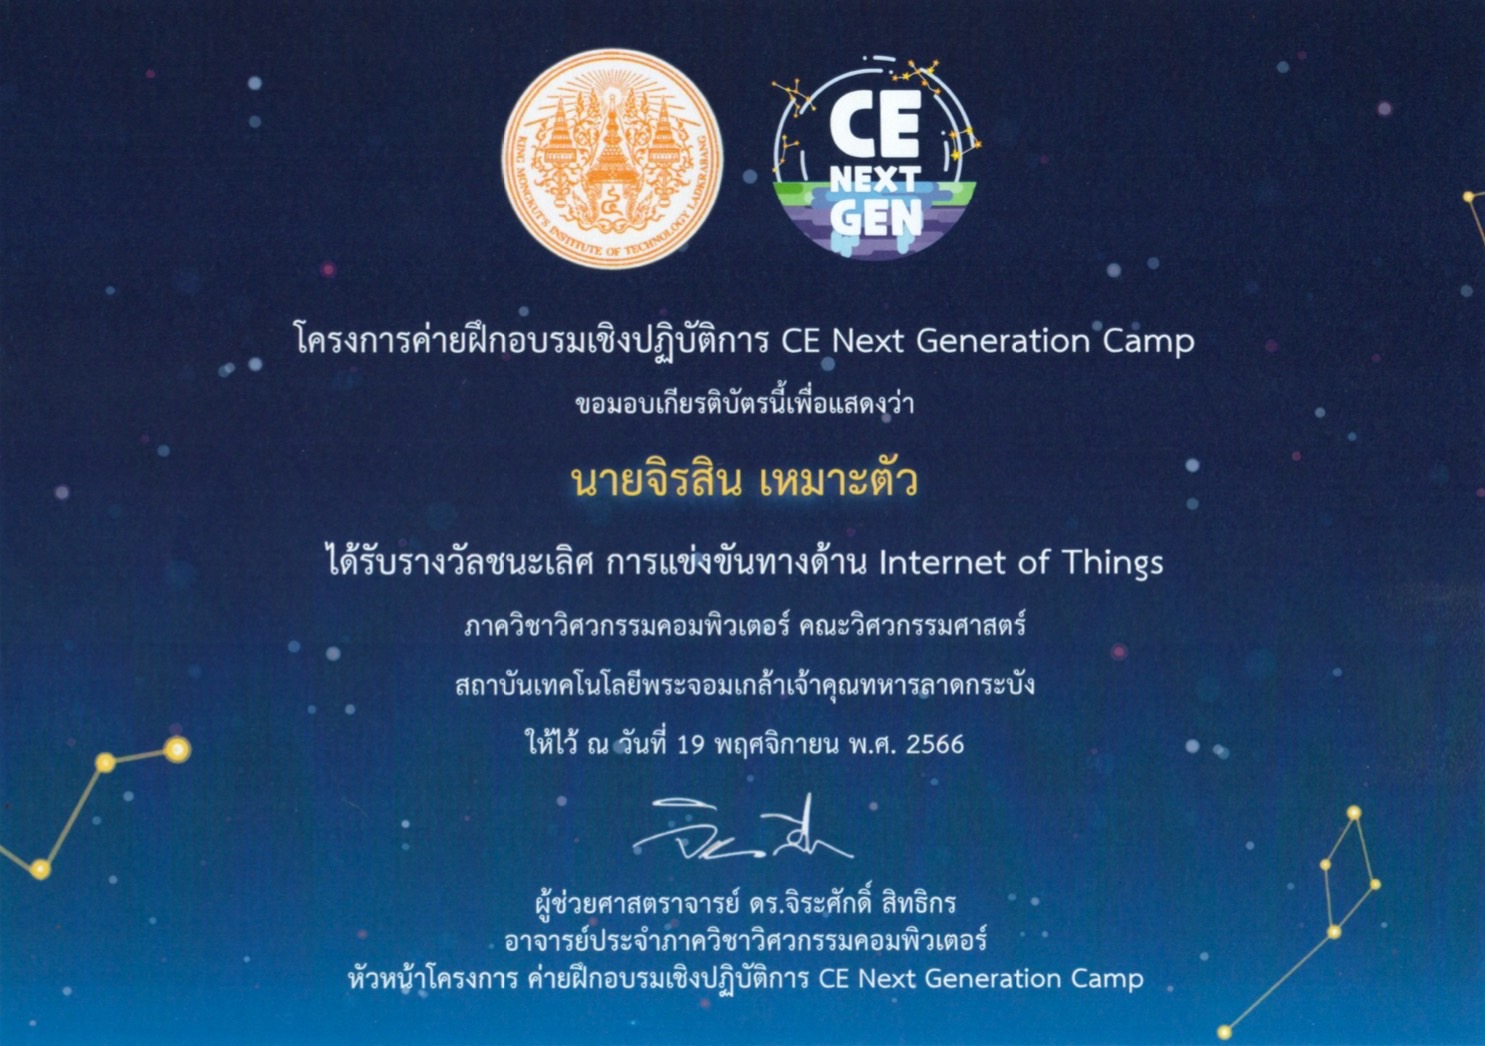 KING MONGKUT'S INSTITUTE OF TECHNOLOGY LADKRABANG
CE
NEXT
GEN
โครงการค่ายฝึกอบรมเชิงปฏิบัติการ CE Next Generation Camp
ขอมอบเกียรติบัตรนี้เพื่อแสดงว่า
นายจิรสิน เหมาะตัว
ได้รับรางวัลชนะเลิศ การแข่งขันทางด้าน Internet of Things
ภาควิชาวิศวกรรมคอมพิวเตอร์ คณะวิศวกรรมศาสตร์
สถาบันเทคโนโลยีพระจอมเกล้าเจ้าคุณทหารลาดกระบัง
ให้ไว้ ณ วันที่ 19 พฤศจิกายน พ.ศ. 2566
ผู้ช่วยศาสตราจารย์ ดร.จิระศักดิ์ สิทธิกร
อาจารย์ประจำภาควิชาวิศวกรรมคอมพิวเตอร์
หัวหน้าโครงการ ค่ายฝึกอบรมเชิงปฏิบัติการ CE Next Generation Camp